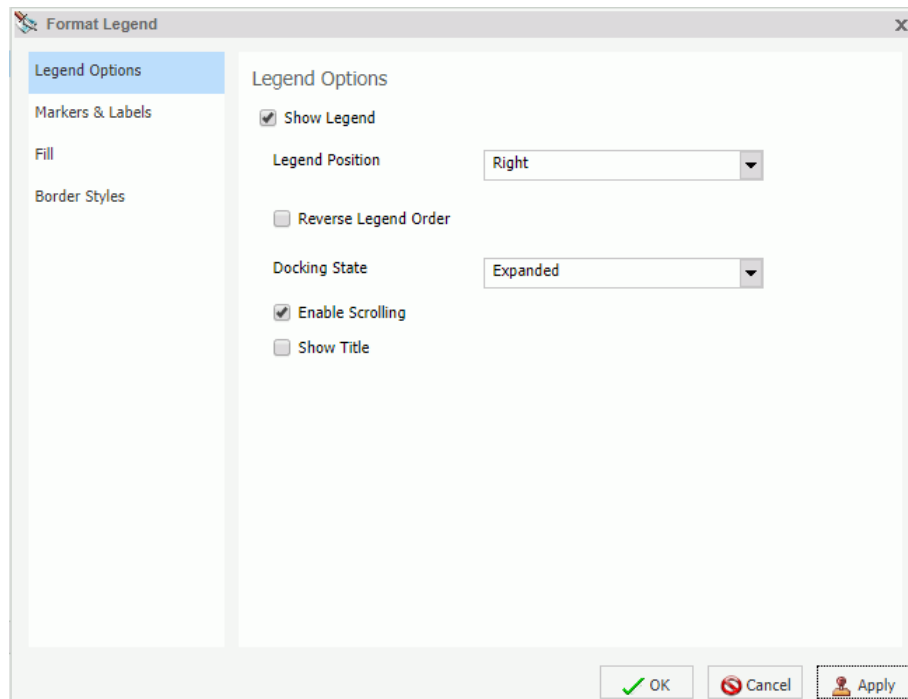 Format Legend
x
Legend Options
Markers & Labels
Fill
Border Styles
Legend Options
Show Legend
Legend Position Right
Reverse Legend Order
Docking State Expanded
Enable Scrolling
Show Title
OK Cancel Apply